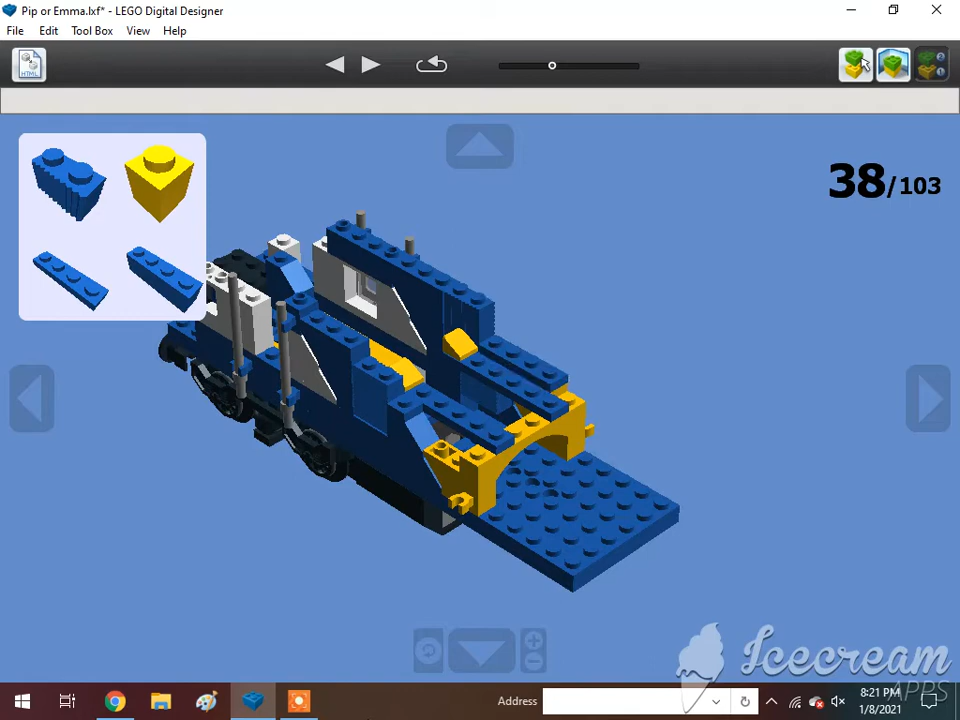 Pip or Emma.lxf* - LEGO Digital Designer
File Edit Tool Box View Help
HTML
38/103
Icecream
APPS
Address
8:21 PM
1/8/2021